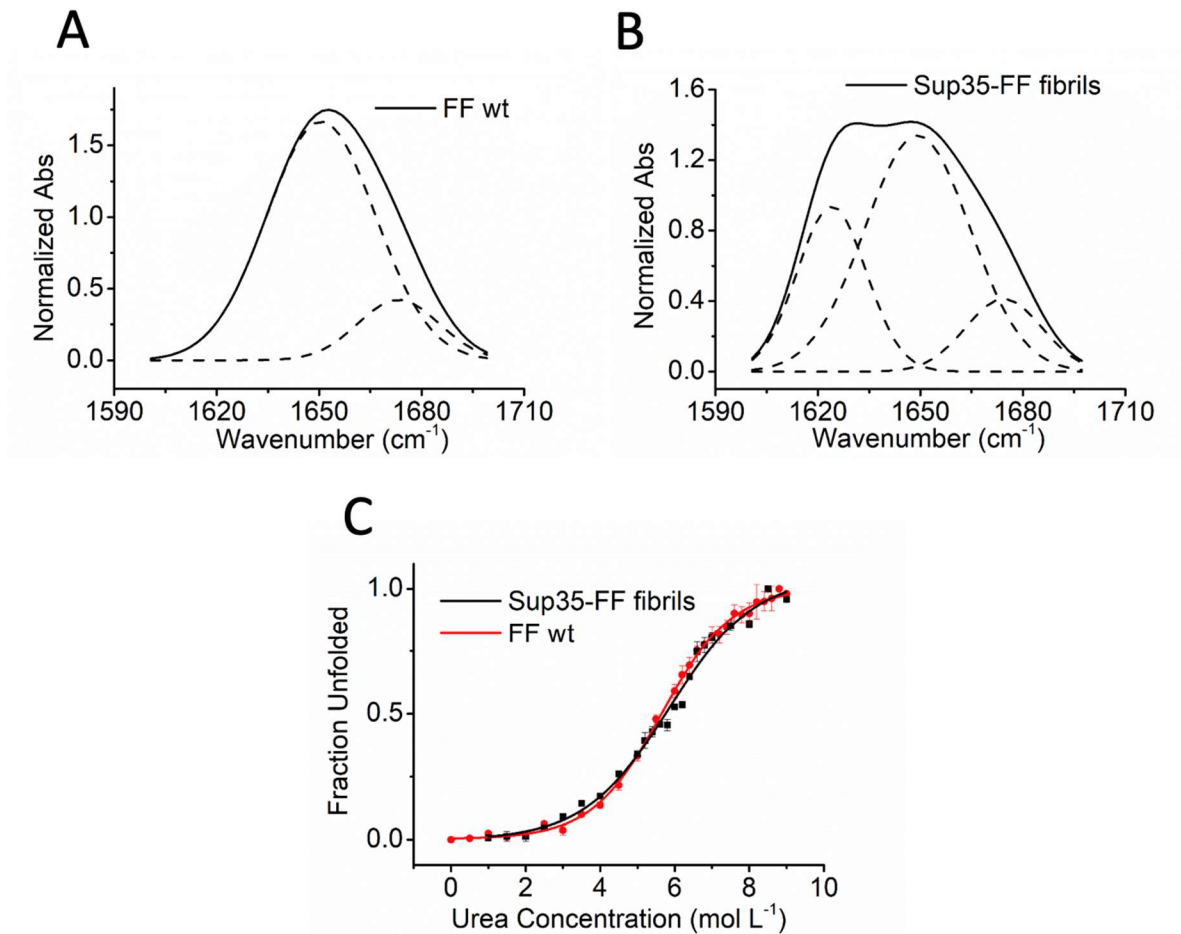 A
FF wt
1.5
1.0
0.5
0.0
Normalized Abs
1590 1620 1650 1680 1710
Wavenumber (cm⁻¹)
B
Sup35-FF fibrils
1.6
1.2
0.8
0.4
0.0
Normalized Abs
1590 1620 1650 1680 1710
Wavenumber (cm⁻¹)
C
Sup35-FF fibrils
FF wt
1.0
0.5
0.0
Fraction Unfolded
0 2 4 6 8 10
Urea Concentration (mol L⁻¹)